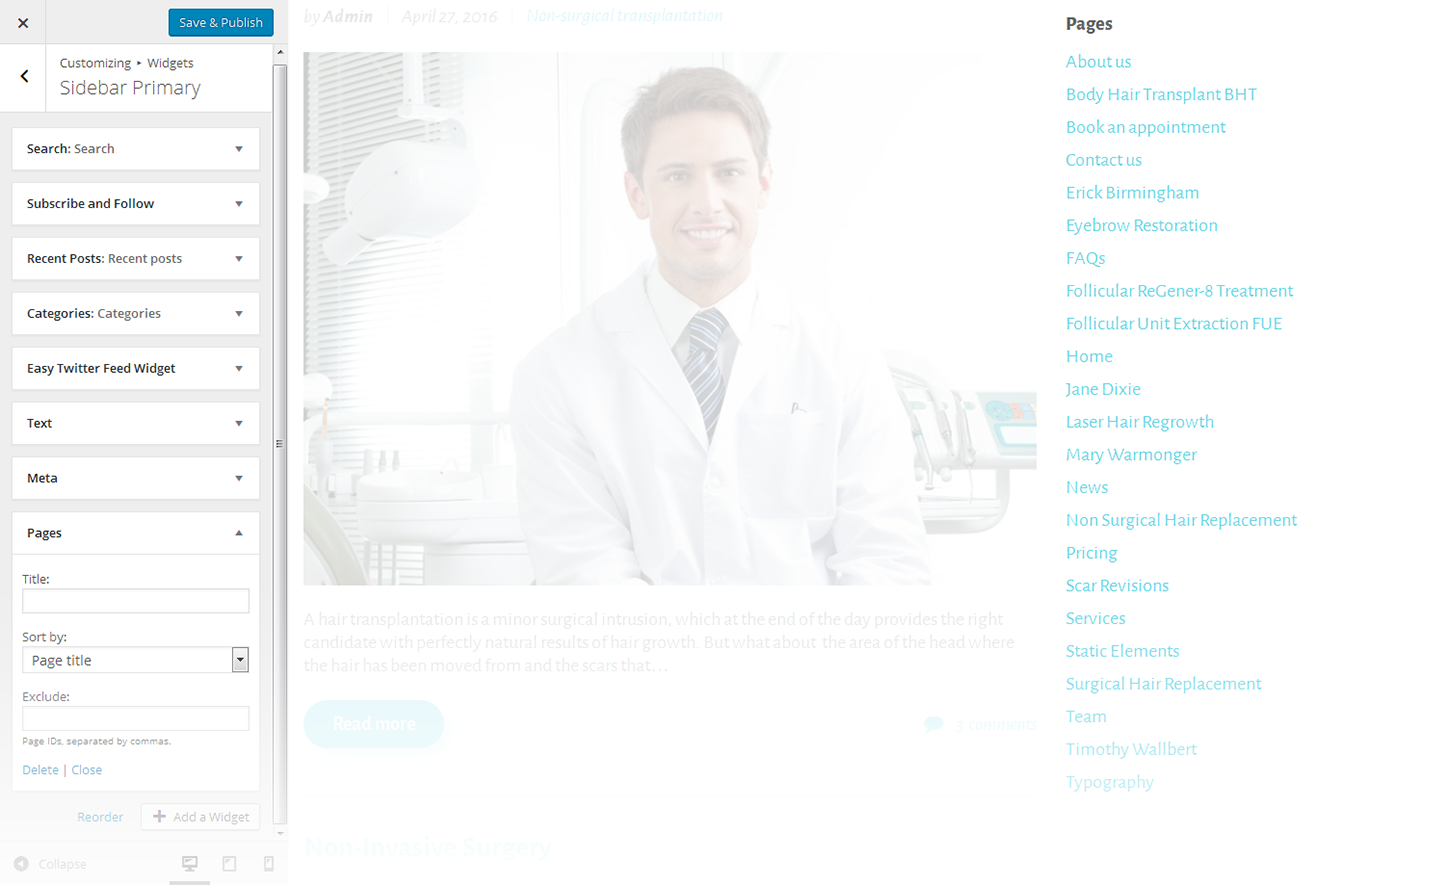 Save & Publish
Customizing ▸ Widgets
Sidebar Primary
Search: Search
Subscribe and Follow
Recent Posts: Recent posts
Categories: Categories
Easy Twitter Feed Widget
Text
Meta
Pages
Title:
Sort by:
Page title
Exclude:
Page IDs, separated by commas.
Delete | Close
Reorder
Add a Widget
Collapse
by Admin
April 27, 2016
Non-surgical transplantation
A hair transplantation is a minor surgical intrusion, which at the end of the day provides the right
candidate with perfectly natural results of hair growth. But what about the area of the head where
the hair has been moved from and the scars that…
Read more
3 comments
Non-Invasive Surgery
Pages
About us
Body Hair Transplant BHT
Book an appointment
Contact us
Erick Birmingham
Eyebrow Restoration
FAQs
Follicular ReGener-8 Treatment
Follicular Unit Extraction FUE
Home
Jane Dixie
Laser Hair Regrowth
Mary Warmonger
News
Non Surgical Hair Replacement
Pricing
Scar Revisions
Services
Static Elements
Surgical Hair Replacement
Team
Timothy Wallbert
Typography